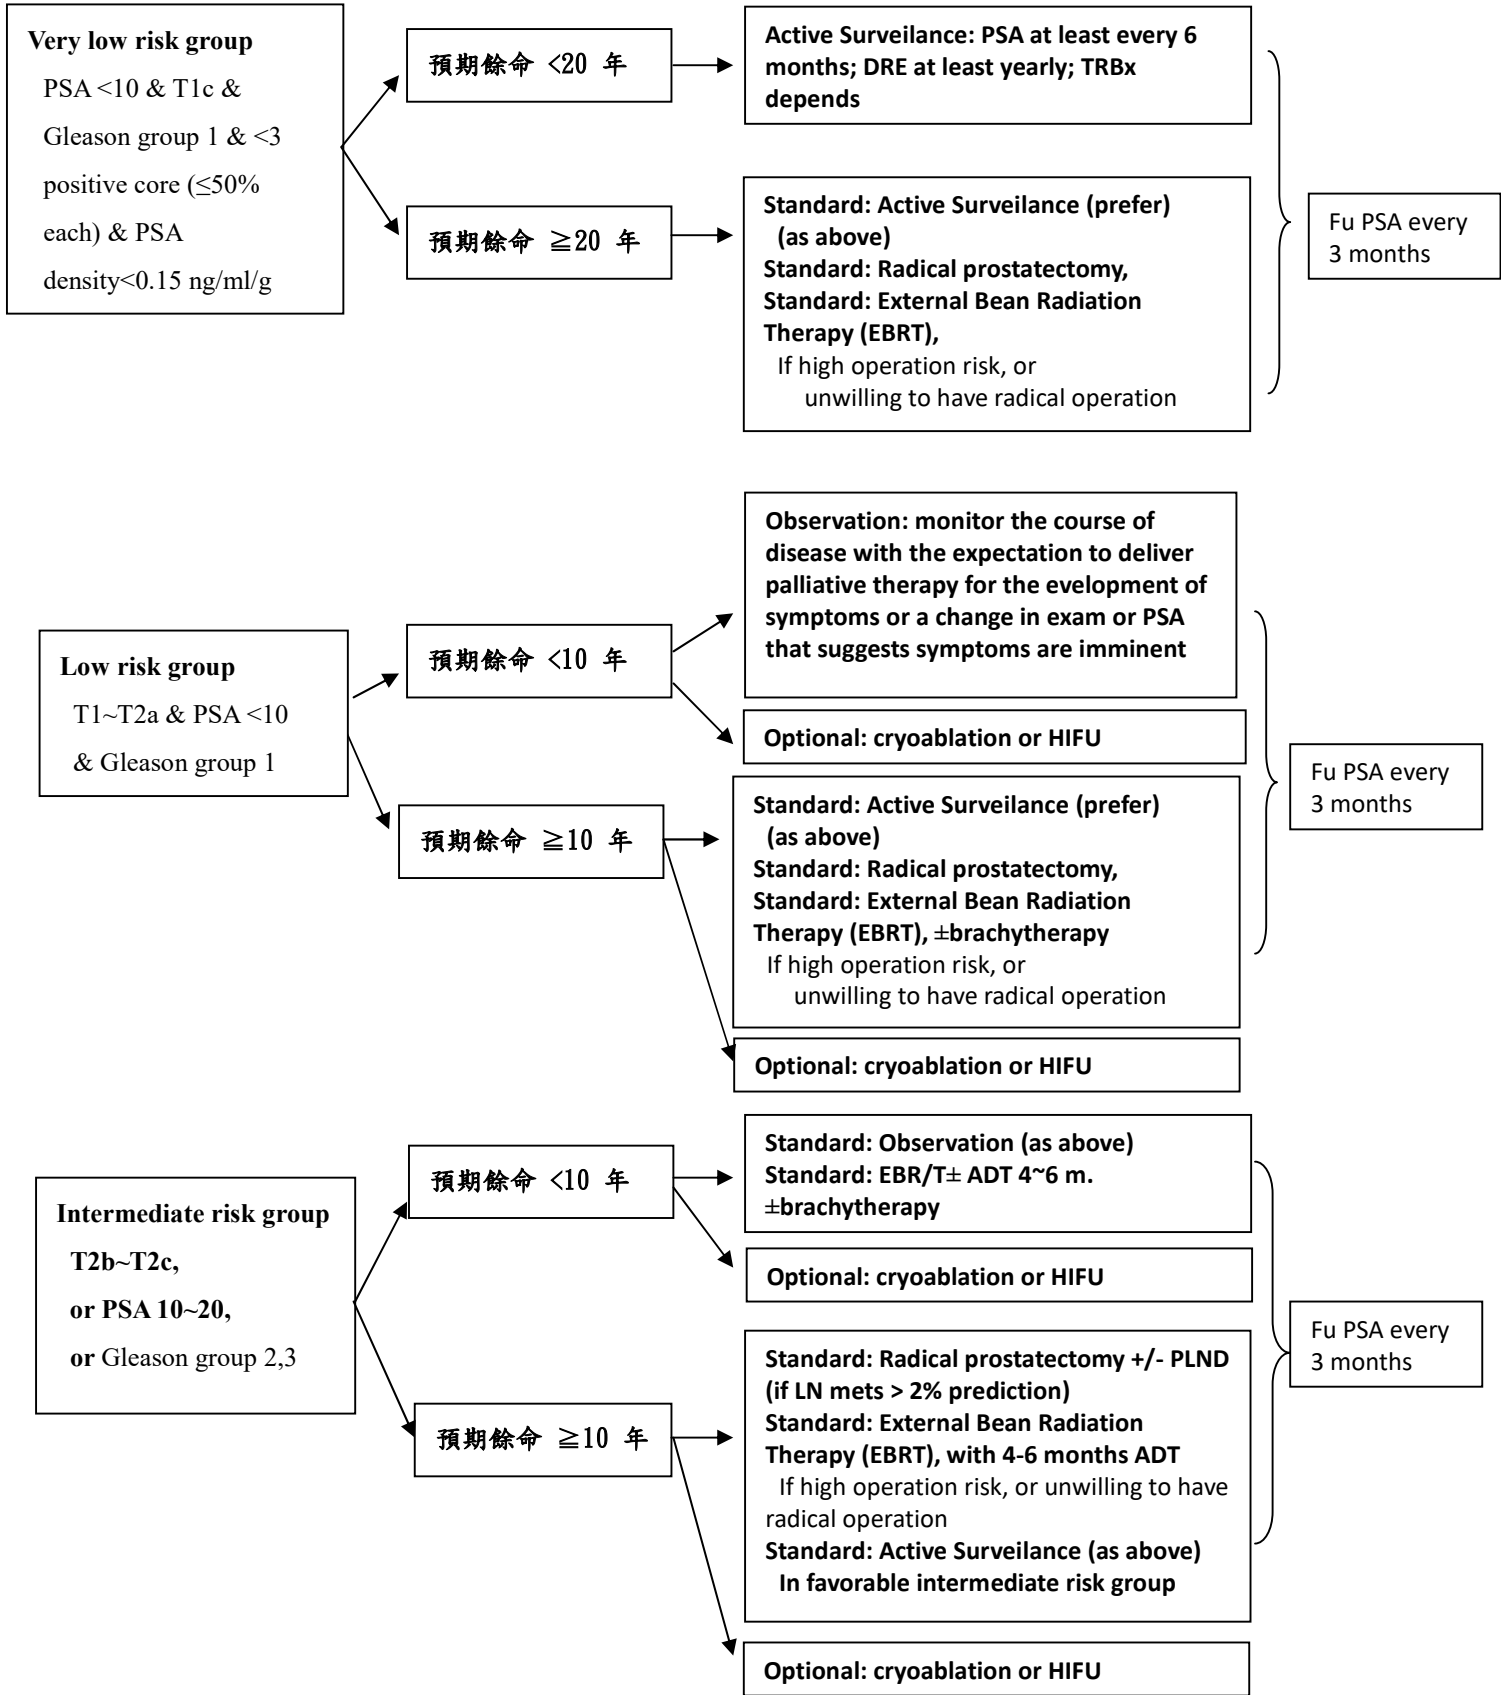 Very low risk group
PSA <10 & T1c &
Gleason group 1 & <3
positive core (≤50%
each) & PSA
density<0.15 ng/ml/g
預期餘命 <20 年
Active Surveilance: PSA at least every 6
months; DRE at least yearly; TRBx
depends
預期餘命 ≧20 年
Standard: Active Surveilance (prefer)
(as above)
Standard: Radical prostatectomy,
Standard: External Bean Radiation
Therapy (EBRT),
If high operation risk, or
unwilling to have radical operation
Fu PSA every
3 months
Low risk group
T1~T2a & PSA <10
& Gleason group 1
預期餘命 <10 年
Observation: monitor the course of
disease with the expectation to deliver
palliative therapy for the evelopment of
symptoms or a change in exam or PSA
that suggests symptoms are imminent
Optional: cryoablation or HIFU
預期餘命 ≧10 年
Standard: Active Surveilance (prefer)
(as above)
Standard: Radical prostatectomy,
Standard: External Bean Radiation
Therapy (EBRT), ±brachytherapy
If high operation risk, or
unwilling to have radical operation
Optional: cryoablation or HIFU
Fu PSA every
3 months
Intermediate risk group
T2b~T2c,
or PSA 10~20,
or Gleason group 2,3
預期餘命 <10 年
Standard: Observation (as above)
Standard: EBR/T± ADT 4~6 m.
±brachytherapy
Optional: cryoablation or HIFU
預期餘命 ≧10 年
Standard: Radical prostatectomy +/- PLND
(if LN mets > 2% prediction)
Standard: External Bean Radiation
Therapy (EBRT), with 4-6 months ADT
If high operation risk, or unwilling to have
radical operation
Standard: Active Surveilance (as above)
In favorable intermediate risk group
Optional: cryoablation or HIFU
Fu PSA every
3 months